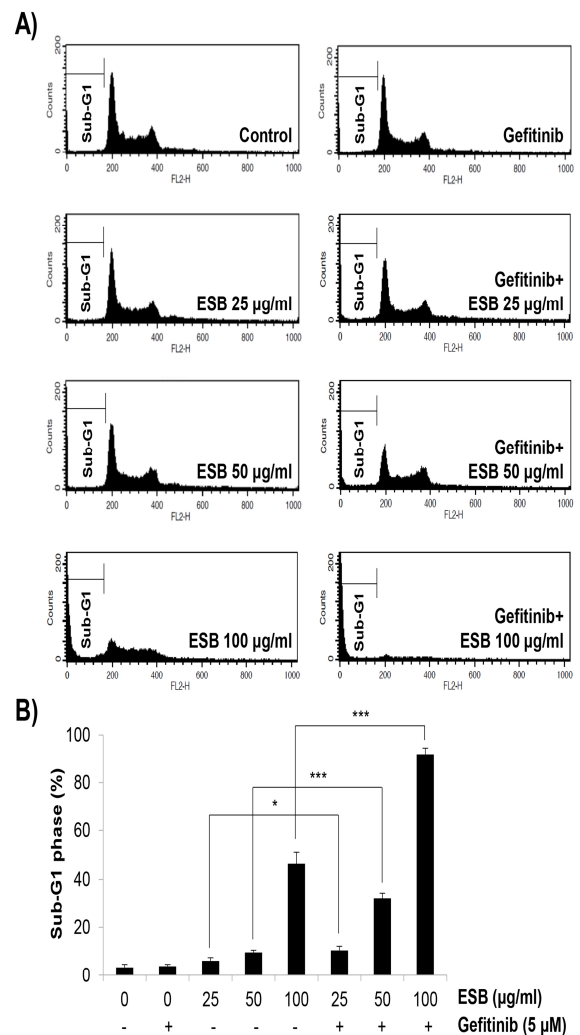 A)
200
Counts
Sub-G1
Control
0
0 200 400 600 800 1000
FL2-H
200
Counts
Sub-G1
Gefitinib
0
0 200 400 600 800 1000
FL2-H
200
Counts
Sub-G1
ESB 25 µg/ml
0
0 200 400 600 800 1000
FL2-H
200
Counts
Sub-G1
Gefitinib+
ESB 25 µg/ml
0
0 200 400 600 800 1000
FL2-H
200
Counts
Sub-G1
ESB 50 µg/ml
0
0 200 400 600 800 1000
FL2-H
200
Counts
Sub-G1
Gefitinib+
ESB 50 µg/ml
0
0 200 400 600 800 1000
FL2-H
200
Counts
Sub-G1
ESB 100 µg/ml
0
0 200 400 600 800 1000
FL2-H
200
Counts
Sub-G1
Gefitinib+
ESB 100 µg/ml
0
0 200 400 600 800 1000
FL2-H
B)
Sub-G1 phase (%)
100
80
60
40
20
0
***
***
*
0 0 25 50 100 25 50 100 ESB (µg/ml)
- + - - - + + + Gefitinib (5 µM)